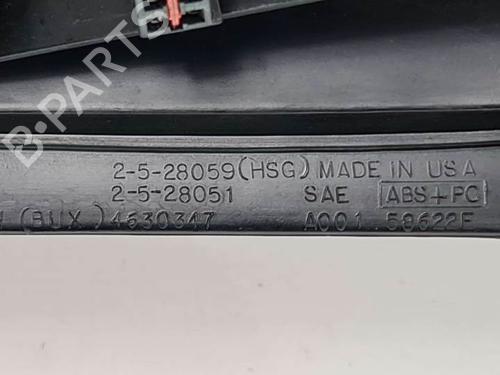 B-PARTS
2-5-28059(HSG) MADE IN USA
2-5-28051 SAE ABS+PC
(BUX) 4630347 A001 58622F